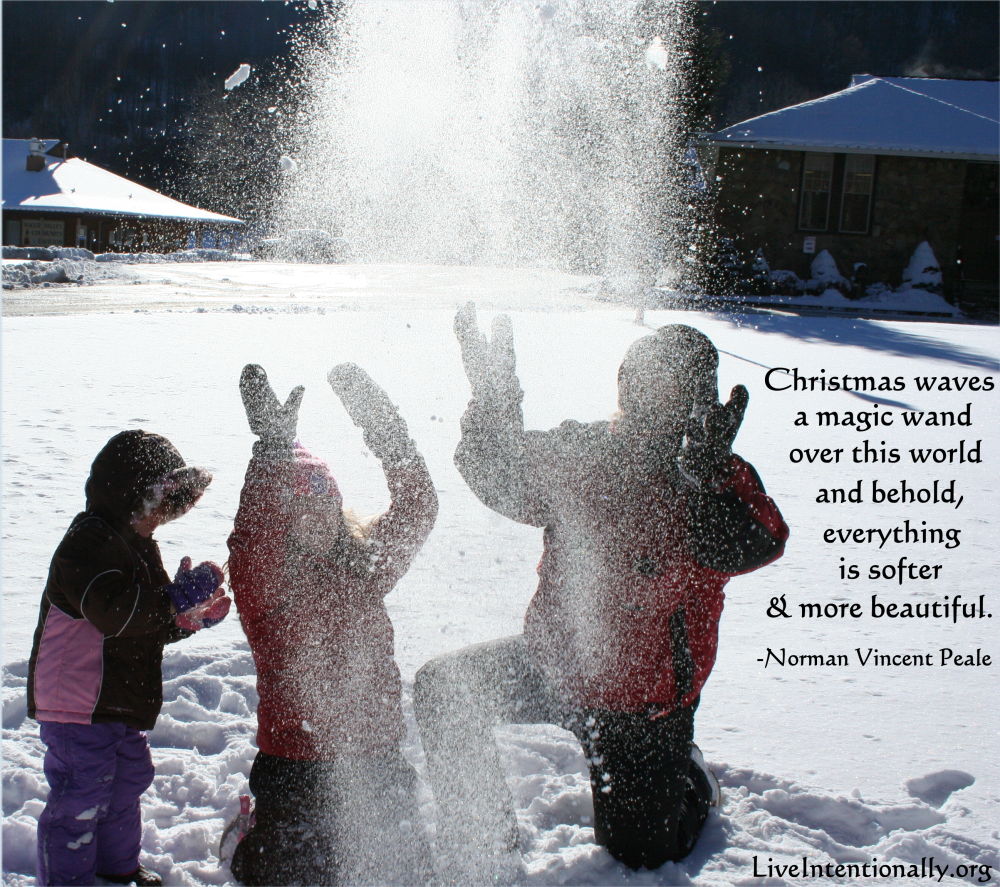 Christmas waves
a magic wand
over this world
and behold,
everything
is softer
& more beautiful.
-Norman Vincent Peale
LiveIntentionally.org